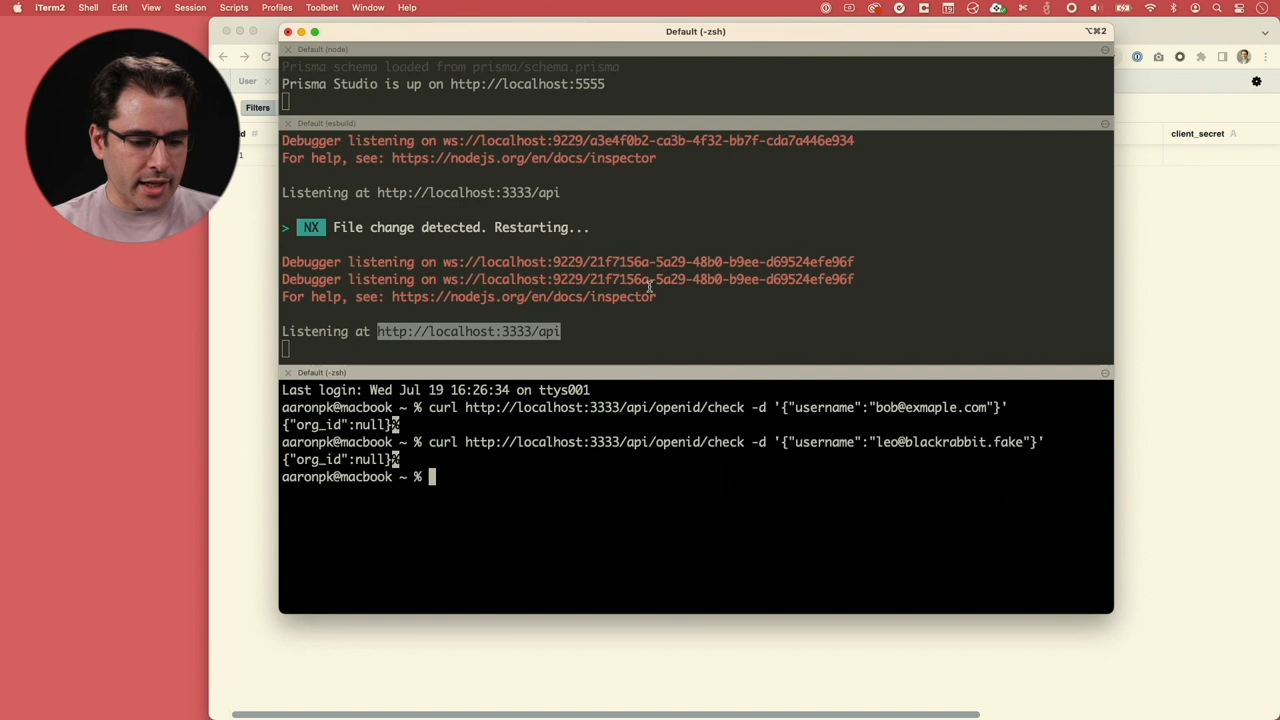 iTerm2 Shell Edit View Session Scripts Profiles Toolbelt Window Help
Default (-zsh)
⌥⌘2
Default (node)
Prisma schema loaded from prisma/schema.prisma
Prisma Studio is up on http://localhost:5555
User
Filters
Default (esbuild)
Debugger listening on ws://localhost:9229/a3e4f0b2-ca3b-4f32-bb7f-cda7a446e934
For help, see: https://nodejs.org/en/docs/inspector
id #
client_secret A
1
Listening at http://localhost:3333/api
> NX File change detected. Restarting...
Debugger listening on ws://localhost:9229/21f7156a-5a29-48b0-b9ee-d69524efe96f
Debugger listening on ws://localhost:9229/21f7156a-5a29-48b0-b9ee-d69524efe96f
For help, see: https://nodejs.org/en/docs/inspector
Listening at http://localhost:3333/api
Default (-zsh)
Last login: Wed Jul 19 16:26:34 on ttys001
aaronpk@macbook ~ % curl http://localhost:3333/api/openid/check -d '{"username":"bob@exmaple.com"}'
{"org_id":null}%
aaronpk@macbook ~ % curl http://localhost:3333/api/openid/check -d '{"username":"leo@blackrabbit.fake"}'
{"org_id":null}%
aaronpk@macbook ~ %